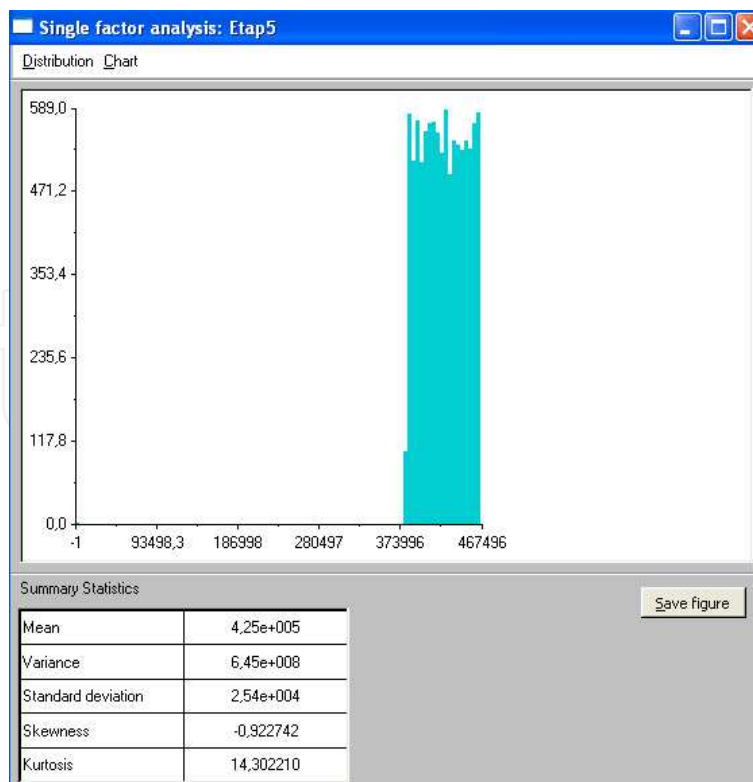 Single factor analysis: Etap5
Distribution Chart
589,0
471,2
353,4
235,6
117,8
0,0
-1 93498,3 186998 280497 373996 467496
Summary Statistics
Save figure
Mean 4,25e+005
Variance 6,45e+008
Standard deviation 2,54e+004
Skewness -0,922742
Kurtosis 14,302210